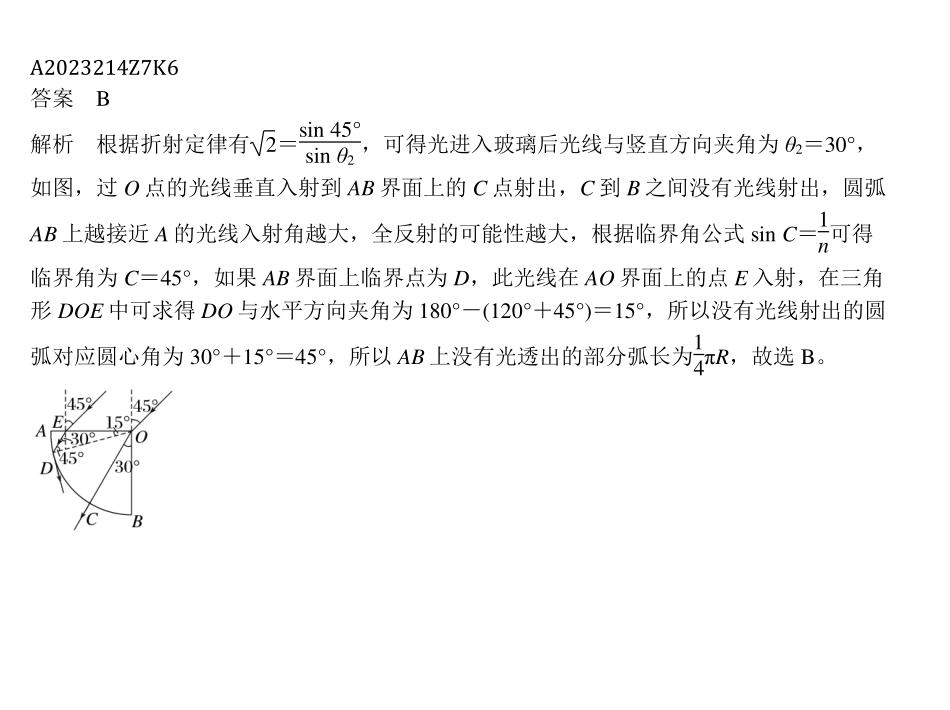 A2023214Z7K6
答案　B
解析　根据折射定律有√2＝sin 45°/sin θ₂，可得光进入玻璃后光线与竖直方向夹角为 θ₂＝30°，
如图，过 O 点的光线垂直入射到 AB 界面上的 C 点射出，C 到 B 之间没有光线射出，圆弧
AB 上越接近 A 的光线入射角越大，全反射的可能性越大，根据临界角公式 sin C＝1/n可得
临界角为 C＝45°，如果 AB 界面上临界点为 D，此光线在 AO 界面上的点 E 入射，在三角
形 DOE 中可求得 DO 与水平方向夹角为 180°－(120°＋45°)＝15°，所以没有光线射出的圆
弧对应圆心角为 30°＋15°＝45°，所以 AB 上没有光透出的部分弧长为1/4πR，故选 B。
45° 45°
E 15°
A 30° O
45°
D 30°
C B